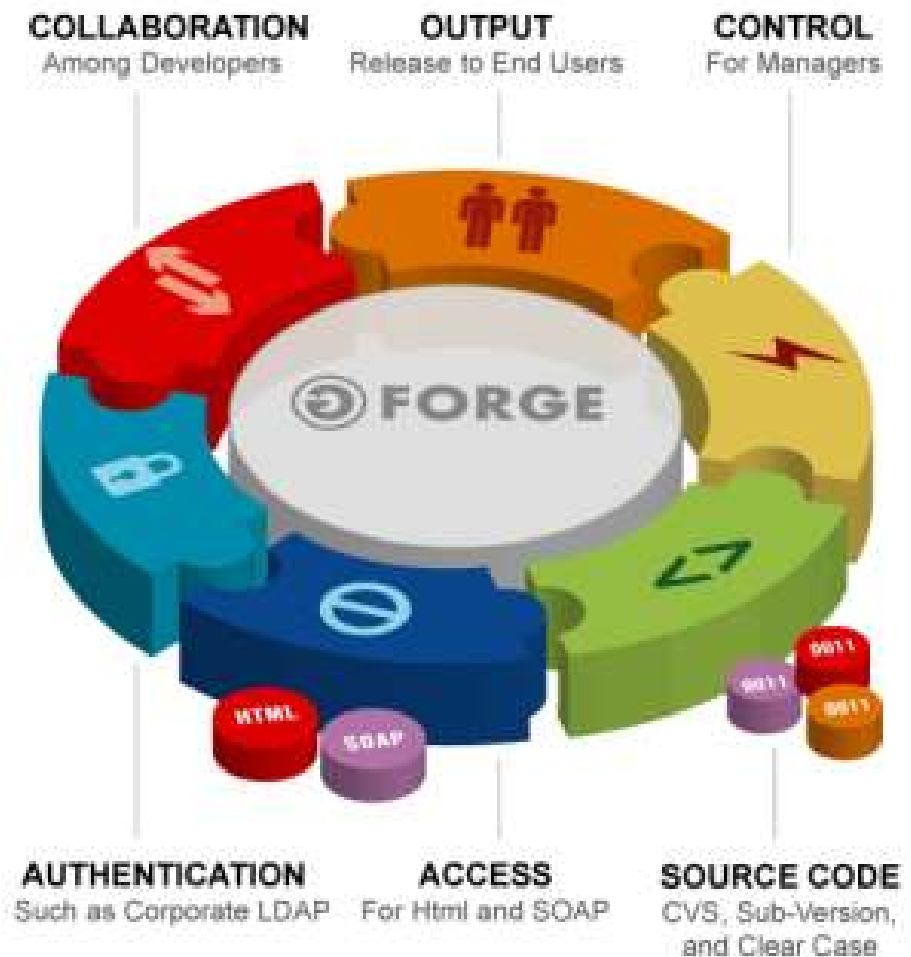 COLLABORATION
Among Developers
OUTPUT
Release to End Users
CONTROL
For Managers
G FORGE
HTML
SOAP
0011
0011
0011
AUTHENTICATION
Such as Corporate LDAP
ACCESS
For Html and SOAP
SOURCE CODE
CVS, Sub-Version,
and Clear Case